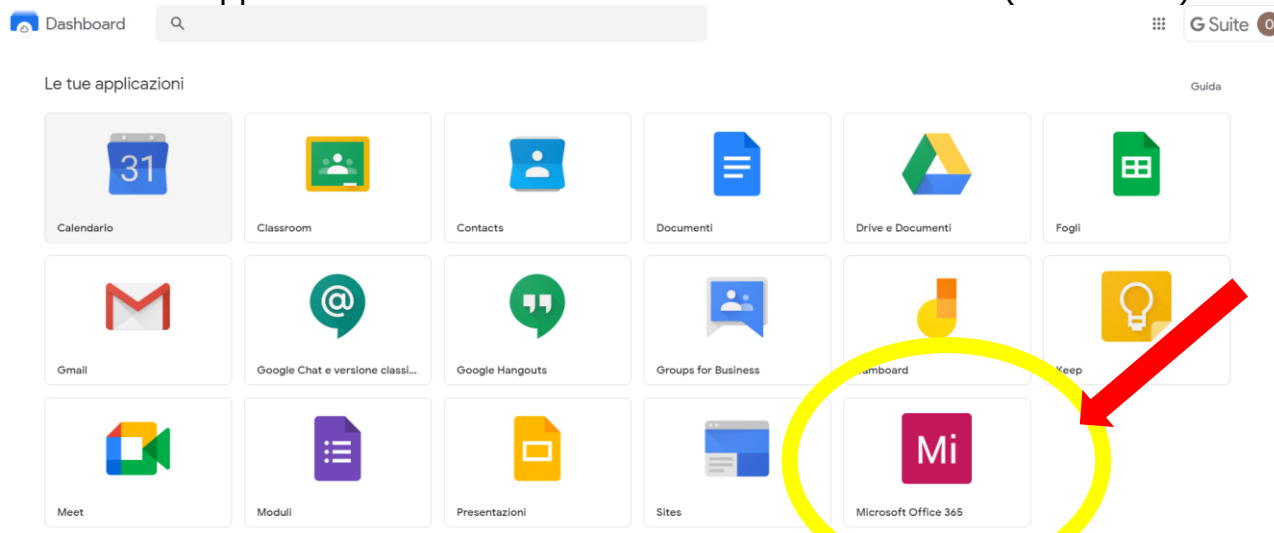 Dashboard
G Suite
Le tue applicazioni
Guida
31
Calendario
Classroom
Contacts
Documenti
Drive e Documenti
Fogli
Gmail
Google Chat e versione classi...
Google Hangouts
Groups for Business
Keep
Mi
Meet
Moduli
Presentazioni
Sites
Microsoft Office 365